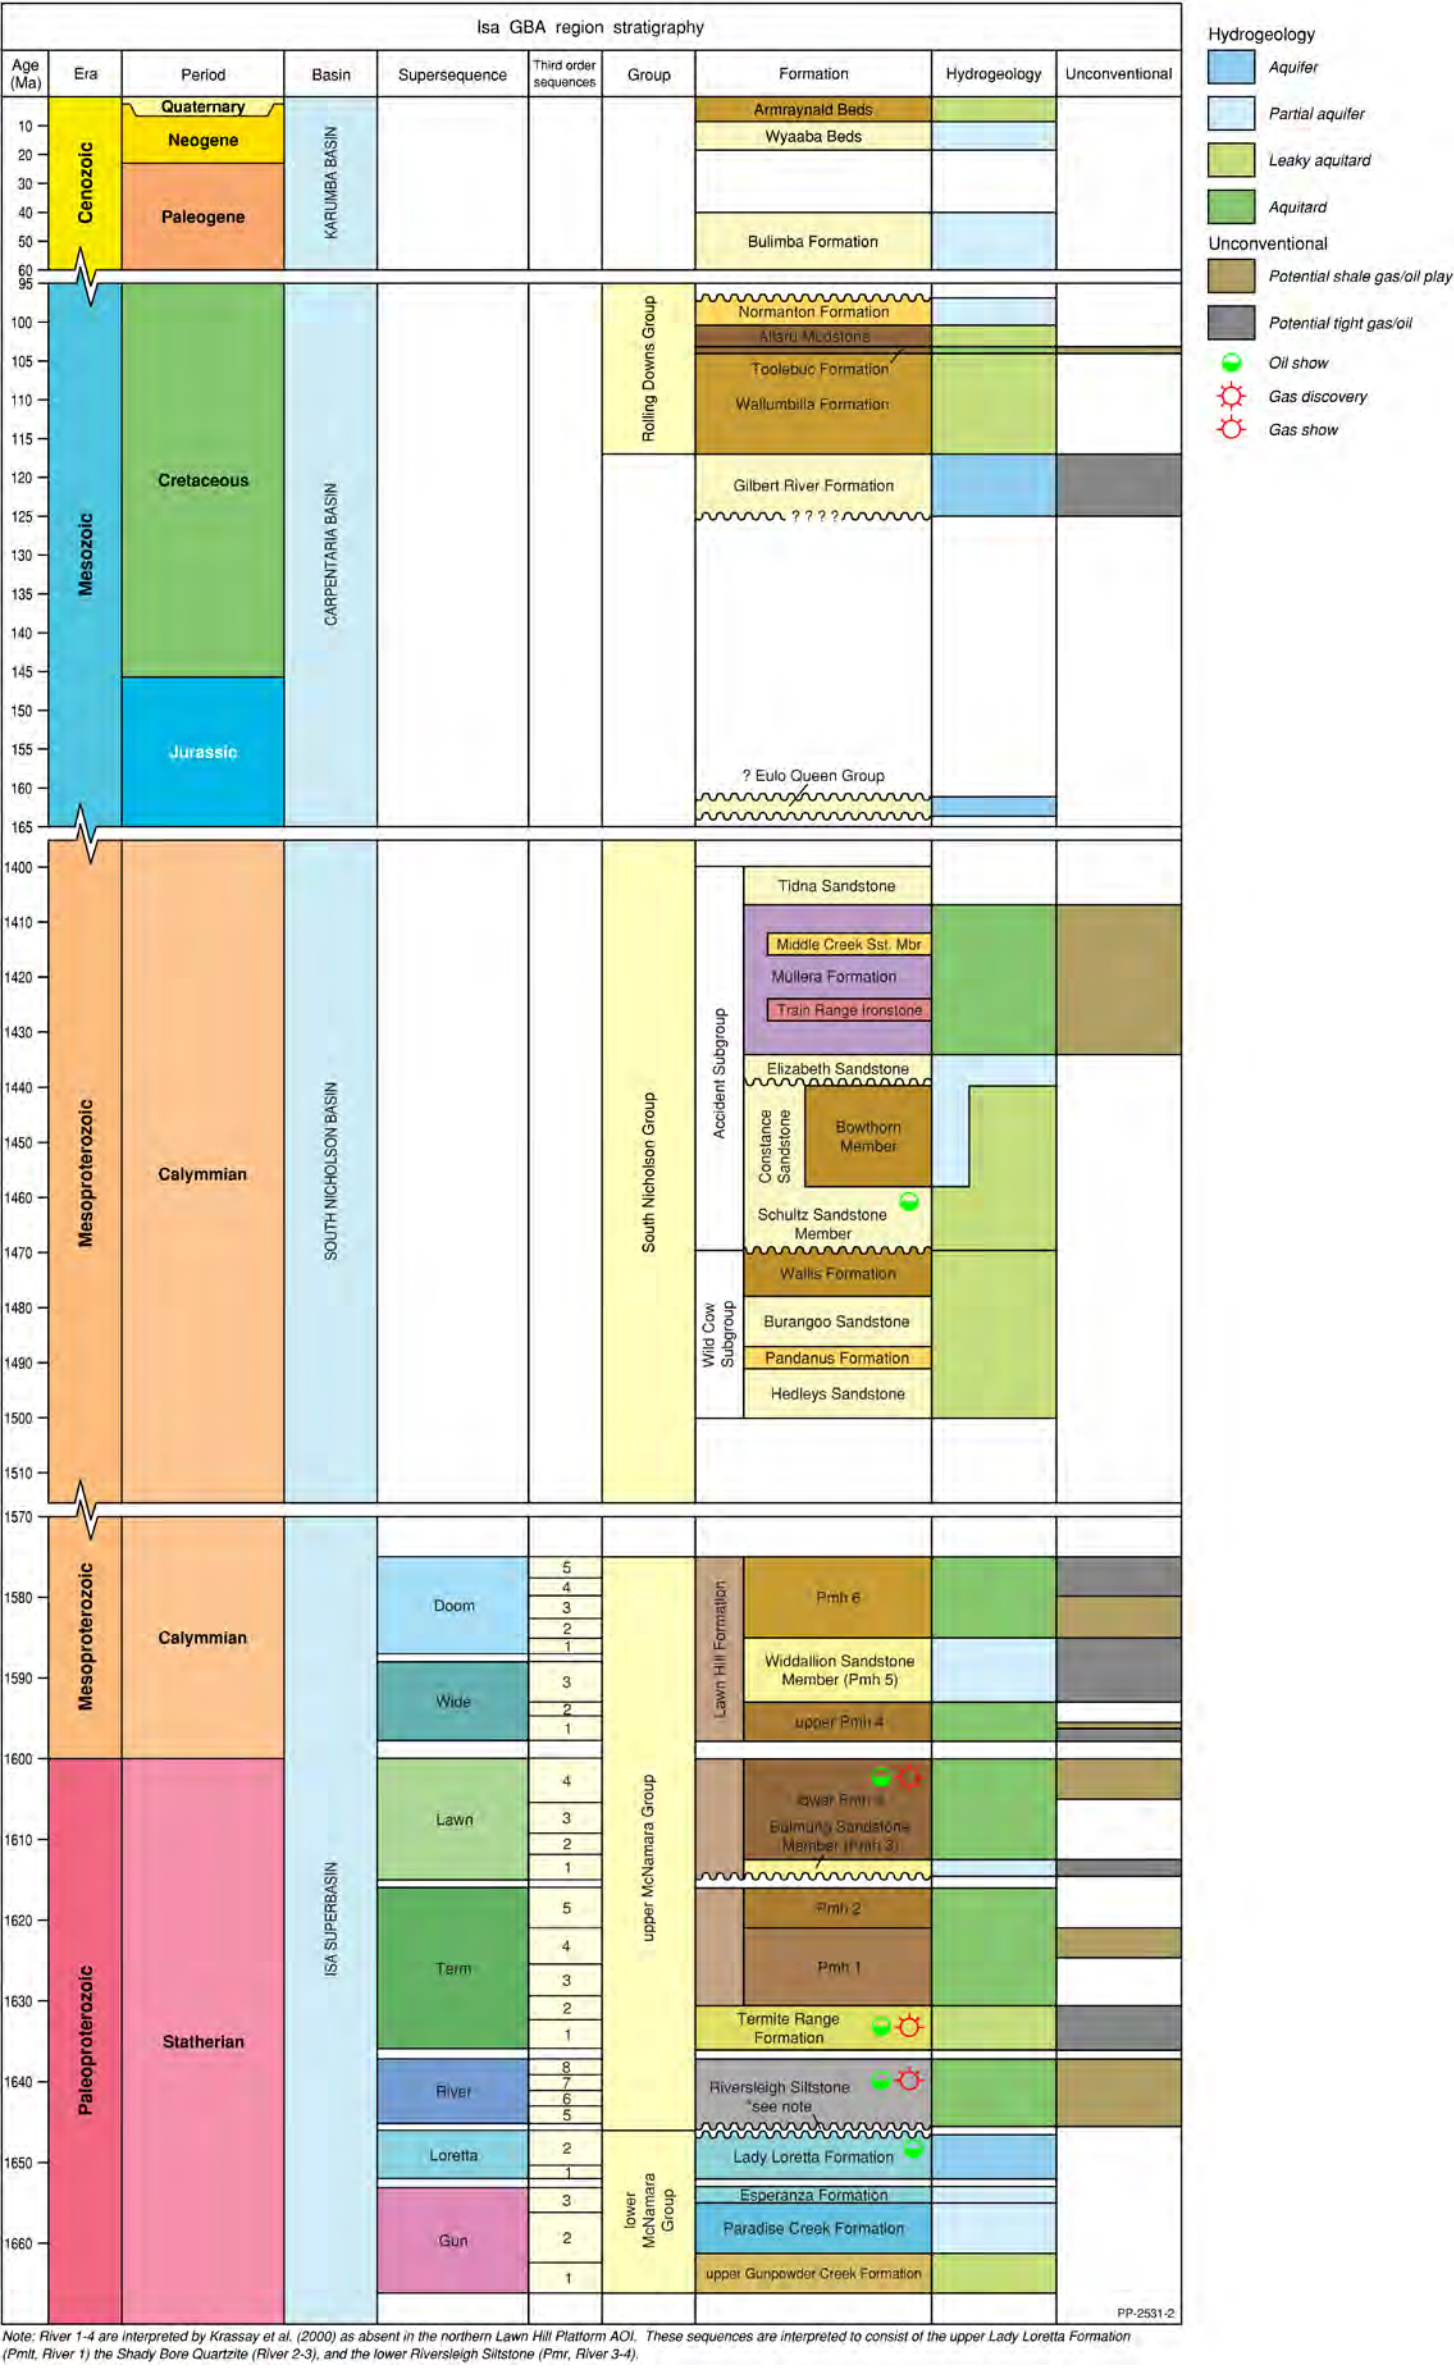 Isa GBA region stratigraphy
Age
(Ma)
Era
Period
Basin
Supersequence
Third order
sequences
Group
Formation
Hydrogeology
Unconventional
10
20
30
40
50
60
Cenozoic
Quaternary
Neogene
Paleogene
KARUMBA BASIN
Armraynald Beds
Wyaaba Beds
Bulimba Formation
95
100
105
110
115
120
125
130
135
140
145
150
155
160
165
Mesozoic
Cretaceous
Jurassic
CARPENTARIA BASIN
Rolling Downs Group
Normanton Formation
Allaru Mudstone
Toolebuc Formation
Wallumbilla Formation
Gilbert River Formation
? ? ? ?
? Eulo Queen Group
1400
1410
1420
1430
1440
1450
1460
1470
1480
1490
1500
1510
Mesoproterozoic
Calymmian
SOUTH NICHOLSON BASIN
South Nicholson Group
Accident Subgroup
Tidna Sandstone
Middle Creek Sst. Mbr
Mullera Formation
Train Range Ironstone
Elizabeth Sandstone
Constance
Sandstone
Bowthorn
Member
Schultz Sandstone
Member
Wild Cow
Subgroup
Wallis Formation
Burangoo Sandstone
Pandanus Formation
Hedleys Sandstone
1570
1580
1590
1600
1610
1620
1630
1640
1650
1660
Mesoproterozoic
Paleoproterozoic
Calymmian
Statherian
ISA SUPERBASIN
Doom
5
4
3
2
1
Wide
3
2
1
Lawn
4
3
2
1
Term
5
4
3
2
1
River
8
7
6
5
Loretta
2
1
Gun
3
2
1
upper McNamara Group
lower
McNamara
Group
Lawn Hill Formation
Pmh 6
Widdallion Sandstone
Member (Pmh 5)
upper Pmh 4
lower Pmh 4
Bulmung Sandstone
Member (Pmh 3)
Pmh 2
Pmh 1
Termite Range
Formation
Riversleigh Siltstone
*see note
Lady Loretta Formation
Esperanza Formation
Paradise Creek Formation
upper Gunpowder Creek Formation
PP-2531-2
Hydrogeology
Aquifer
Partial aquifer
Leaky aquitard
Aquitard
Unconventional
Potential shale gas/oil play
Potential tight gas/oil
Oil show
Gas discovery
Gas show
Note: River 1-4 are interpreted by Krassay et al. (2000) as absent in the northern Lawn Hill Platform AOI. These sequences are interpreted to consist of the upper Lady Loretta Formation
(Pmlt, River 1) the Shady Bore Quartzite (River 2-3), and the lower Riversleigh Siltstone (Pmr, River 3-4).